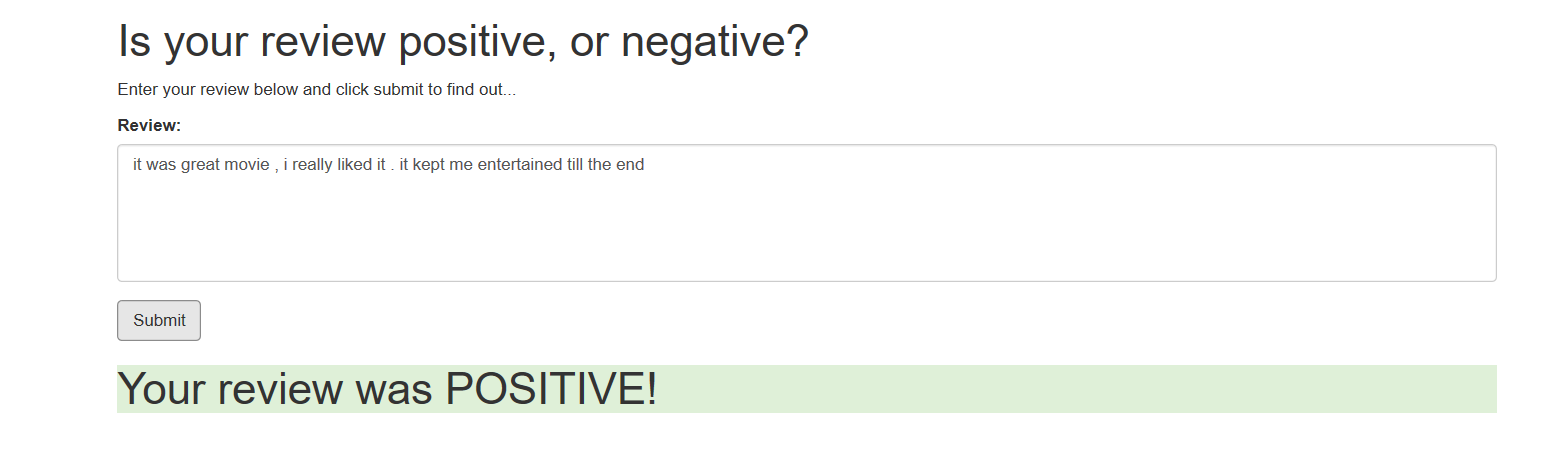 Is your review positive, or negative?
Enter your review below and click submit to find out...
Review:
it was great movie , i really liked it . it kept me entertained till the end
Submit
Your review was POSITIVE!